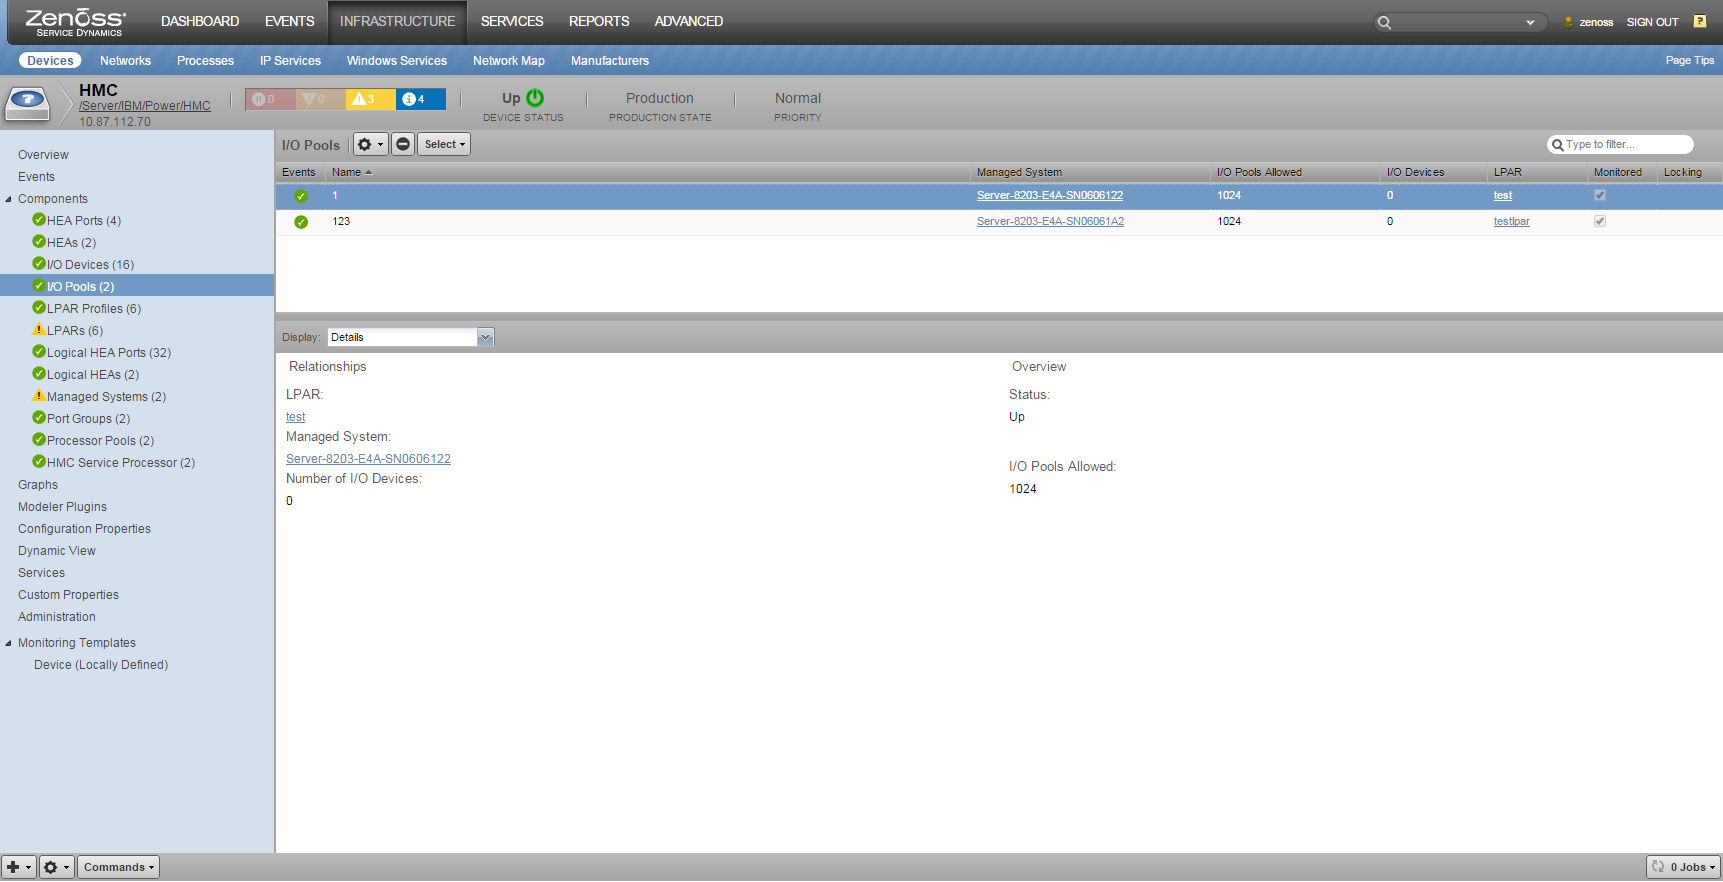 Zenoss
SERVICE DYNAMICS
DASHBOARD EVENTS INFRASTRUCTURE SERVICES REPORTS ADVANCED
zenoss SIGN OUT ?
Devices Networks Processes IP Services Windows Services Network Map Manufacturers Page Tips
HMC
/Server/IBM/Power/HMC
10.87.112.70
0 0 3 4
Up
DEVICE STATUS
Production
PRODUCTION STATE
Normal
PRIORITY
Overview
Events
Components
HEA Ports (4)
HEAs (2)
I/O Devices (16)
I/O Pools (2)
LPAR Profiles (6)
LPARs (6)
Logical HEA Ports (32)
Logical HEAs (2)
Managed Systems (2)
Port Groups (2)
Processor Pools (2)
HMC Service Processor (2)
Graphs
Modeler Plugins
Configuration Properties
Dynamic View
Services
Custom Properties
Administration
Monitoring Templates
Device (Locally Defined)
I/O Pools Select Type to filter...
Events Name Managed System I/O Pools Allowed I/O Devices LPAR Monitored Locking
1 Server-8203-E4A-SN0606122 1024 0 test
123 Server-8203-E4A-SN06061A2 1024 0 testlpar
Display: Details
Relationships
LPAR:
test
Managed System:
Server-8203-E4A-SN0606122
Number of I/O Devices:
0
Overview
Status:
Up
I/O Pools Allowed:
1024
Commands 0 Jobs